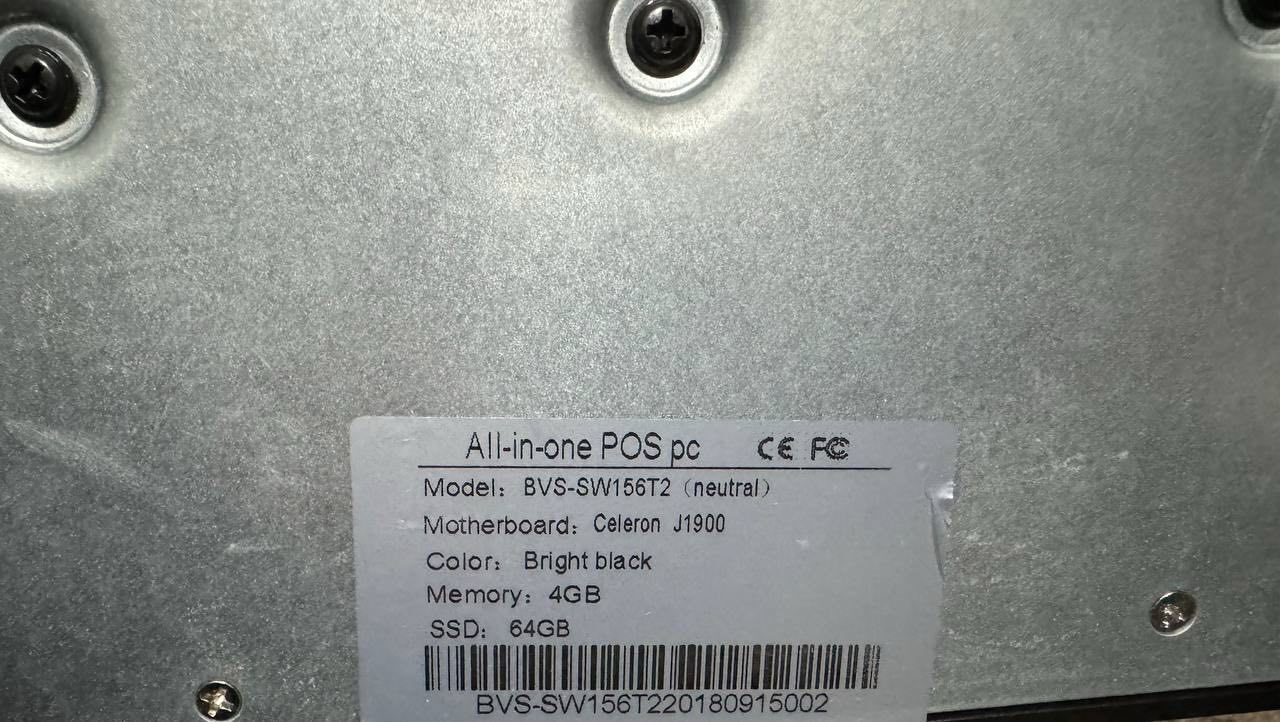 All-in-one POS pc CE FC
Model: BVS-SW156T2 (neutral)
Motherboard: Celeron J1900
Color: Bright black
Memory: 4GB
SSD: 64GB
BVS-SW156T220180915002